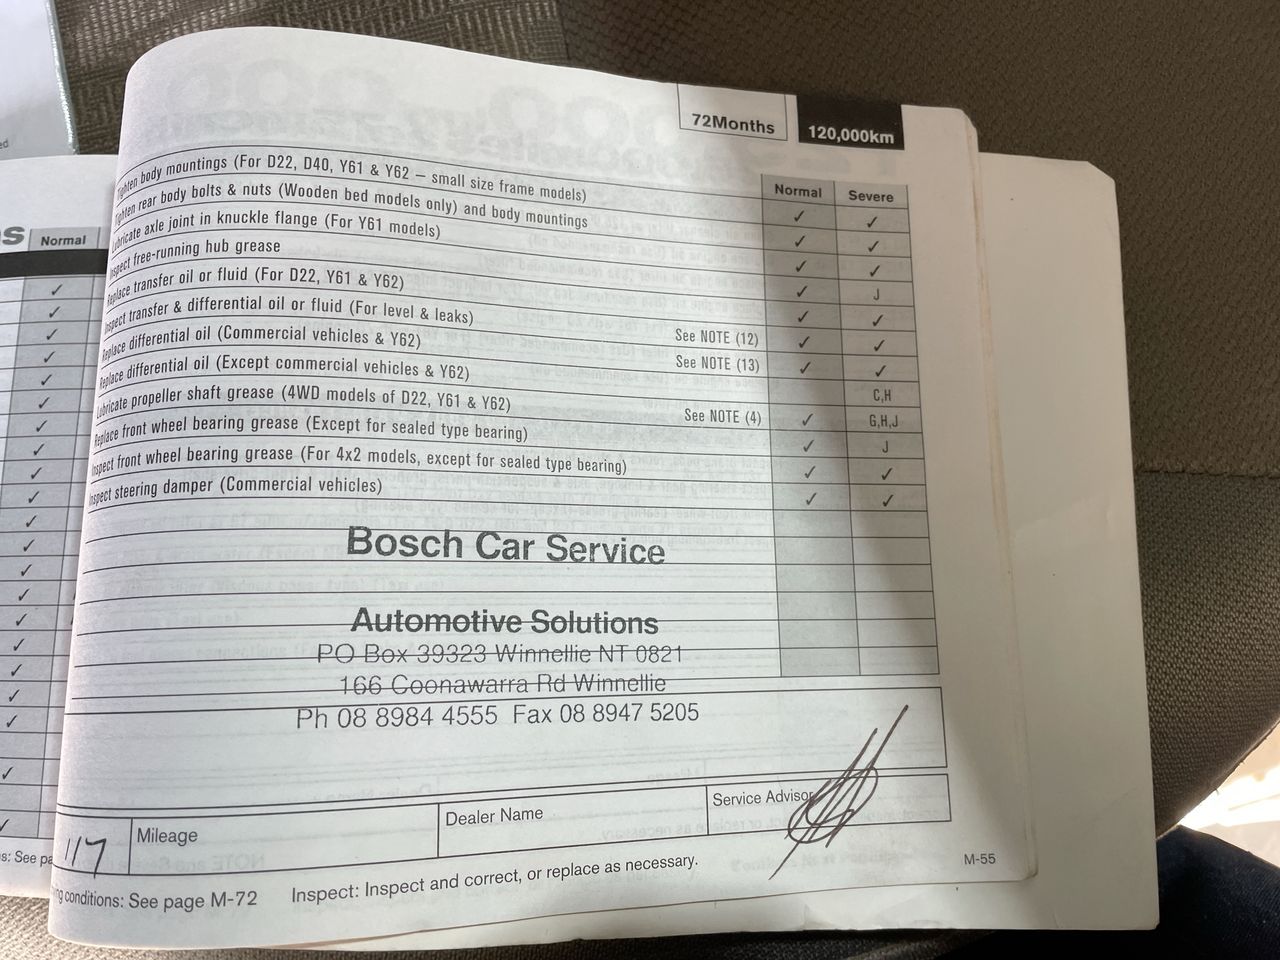 72Months 120,000km
Normal Severe
Tighten body mountings (For D22, D40, Y61 & Y62 – small size frame models) ✓ ✓
Tighten rear body bolts & nuts (Wooden bed models only) and body mountings ✓ ✓
Lubricate axle joint in knuckle flange (For Y61 models) ✓ ✓
Inspect free-running hub grease ✓ J
Replace transfer oil or fluid (For D22, Y61 & Y62) ✓ ✓
Inspect transfer & differential oil or fluid (For level & leaks) See NOTE (12) ✓ ✓
Replace differential oil (Commercial vehicles & Y62) See NOTE (13) ✓ ✓
Replace differential oil (Except commercial vehicles & Y62) C,H
Lubricate propeller shaft grease (4WD models of D22, Y61 & Y62) See NOTE (4) ✓ G,H,J
Replace front wheel bearing grease (Except for sealed type bearing) ✓ J
Inspect front wheel bearing grease (For 4x2 models, except for sealed type bearing) ✓ ✓
Inspect steering damper (Commercial vehicles) ✓ ✓
Bosch Car Service
Automotive Solutions
PO Box 39323 Winnellie NT 0821
166 Coonawarra Rd Winnellie
Ph 08 8984 4555 Fax 08 8947 5205
117 Mileage Dealer Name Service Advisor
conditions: See page M-72 Inspect: Inspect and correct, or replace as necessary. M-55
Normal
s: See pa